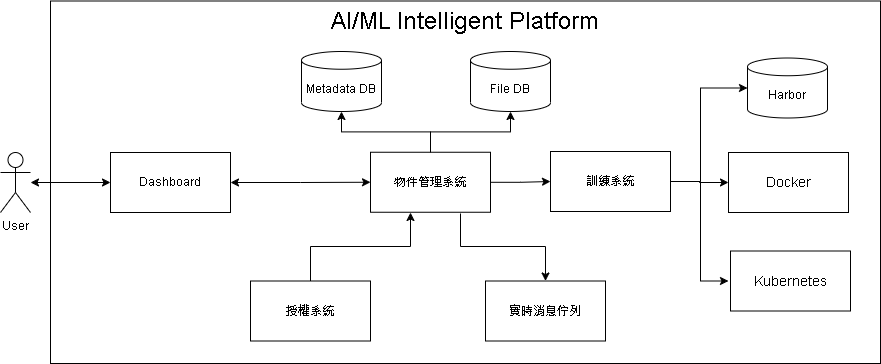 AI/ML Intelligent Platform
Metadata DB
File DB
Harbor
User
Dashboard
物件管理系統
訓練系統
Docker
授權系統
實時消息佇列
Kubernetes